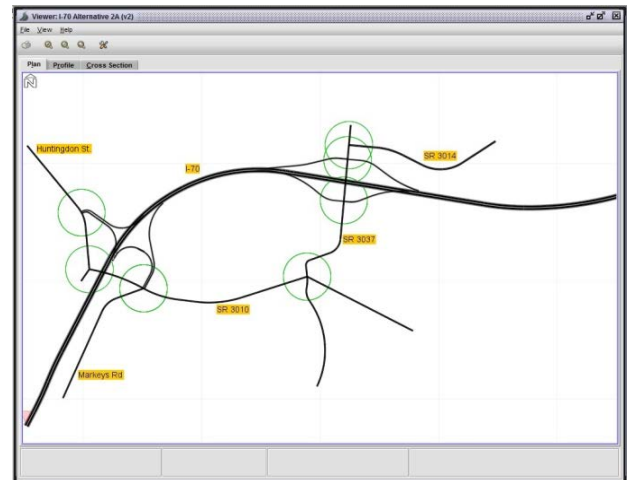 Viewer: I-70 Alternative 2A (v2)
File View Help
Plan Profile Cross Section
Huntingdon St.
I-70
SR 3014
SR 3037
SR 3010
Markeys Rd